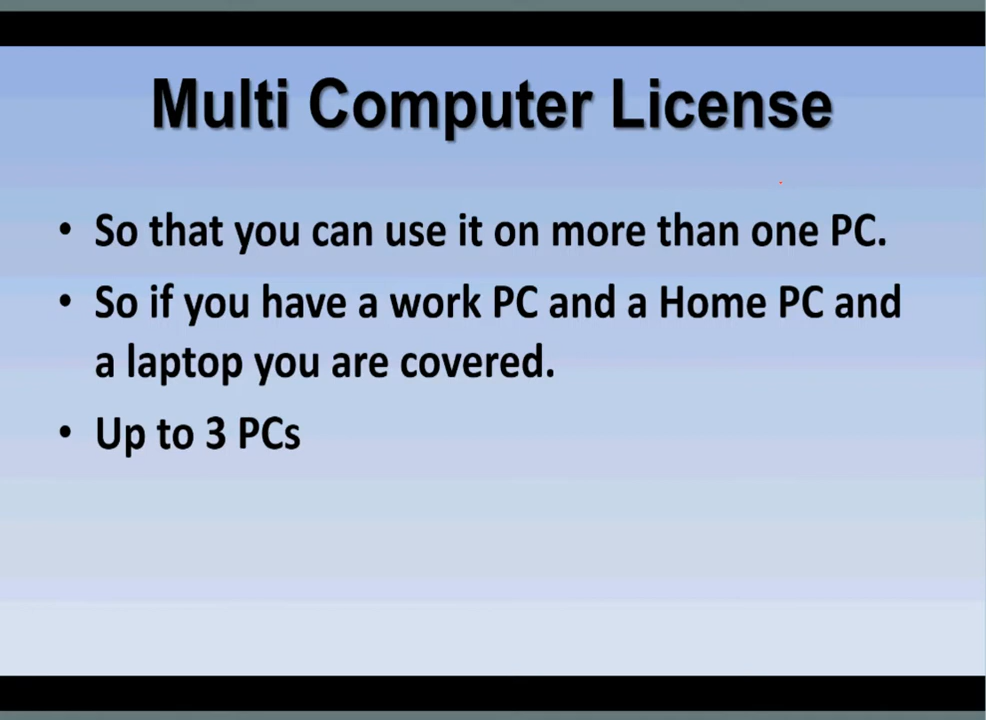 Multi Computer License
• So that you can use it on more than one PC.
• So if you have a work PC and a Home PC and
a laptop you are covered.
• Up to 3 PCs